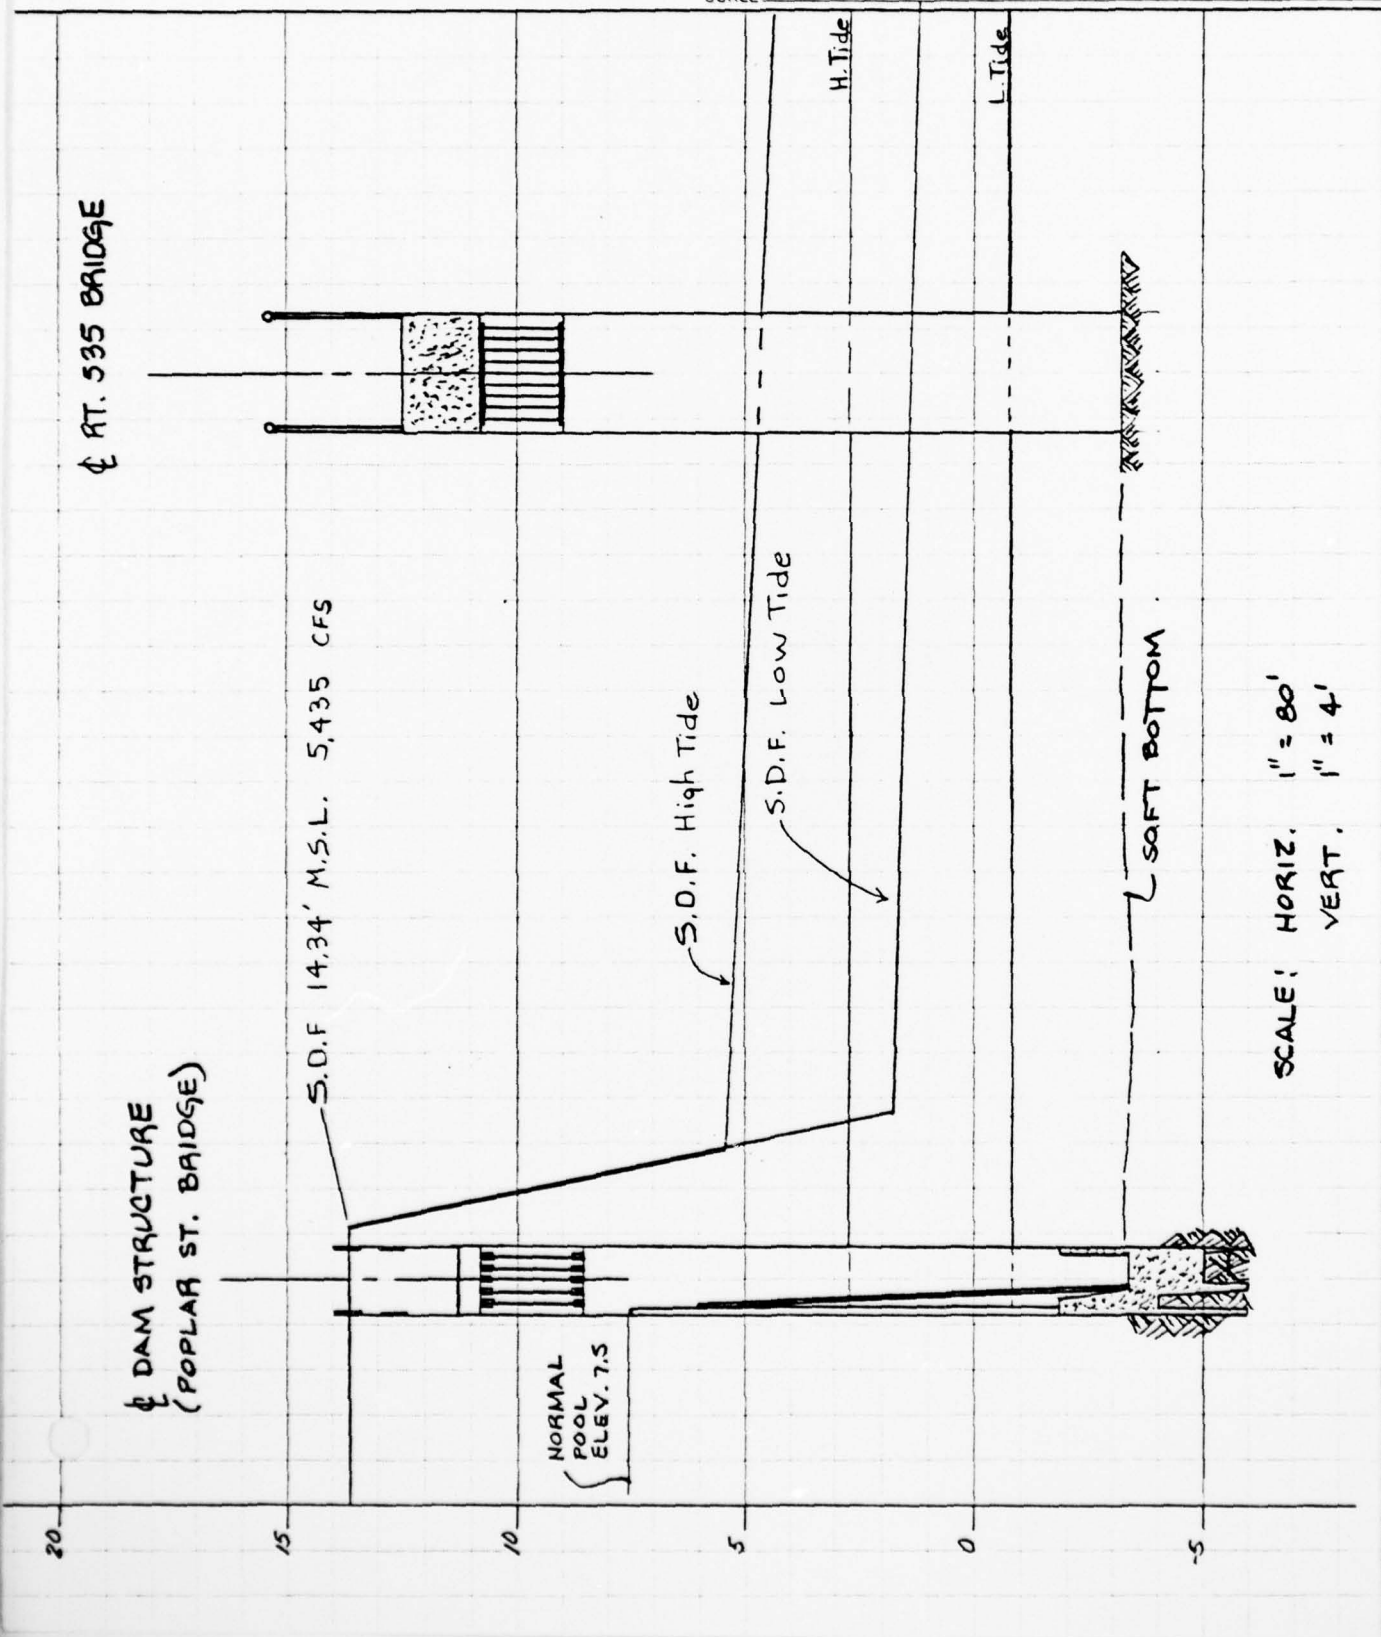 ℄ DAM STRUCTURE
(POPLAR ST. BRIDGE)
℄ RT. 535 BRIDGE
S.D.F 14.34' M.S.L. 5,435 CFS
NORMAL
POOL
ELEV. 7.5
S.D.F. High Tide
S.D.F. Low Tide
H. Tide
L. Tide
SOFT BOTTOM
SCALE: HORIZ. 1" = 80'
VERT. 1" = 4'
20
15
10
5
0
-5